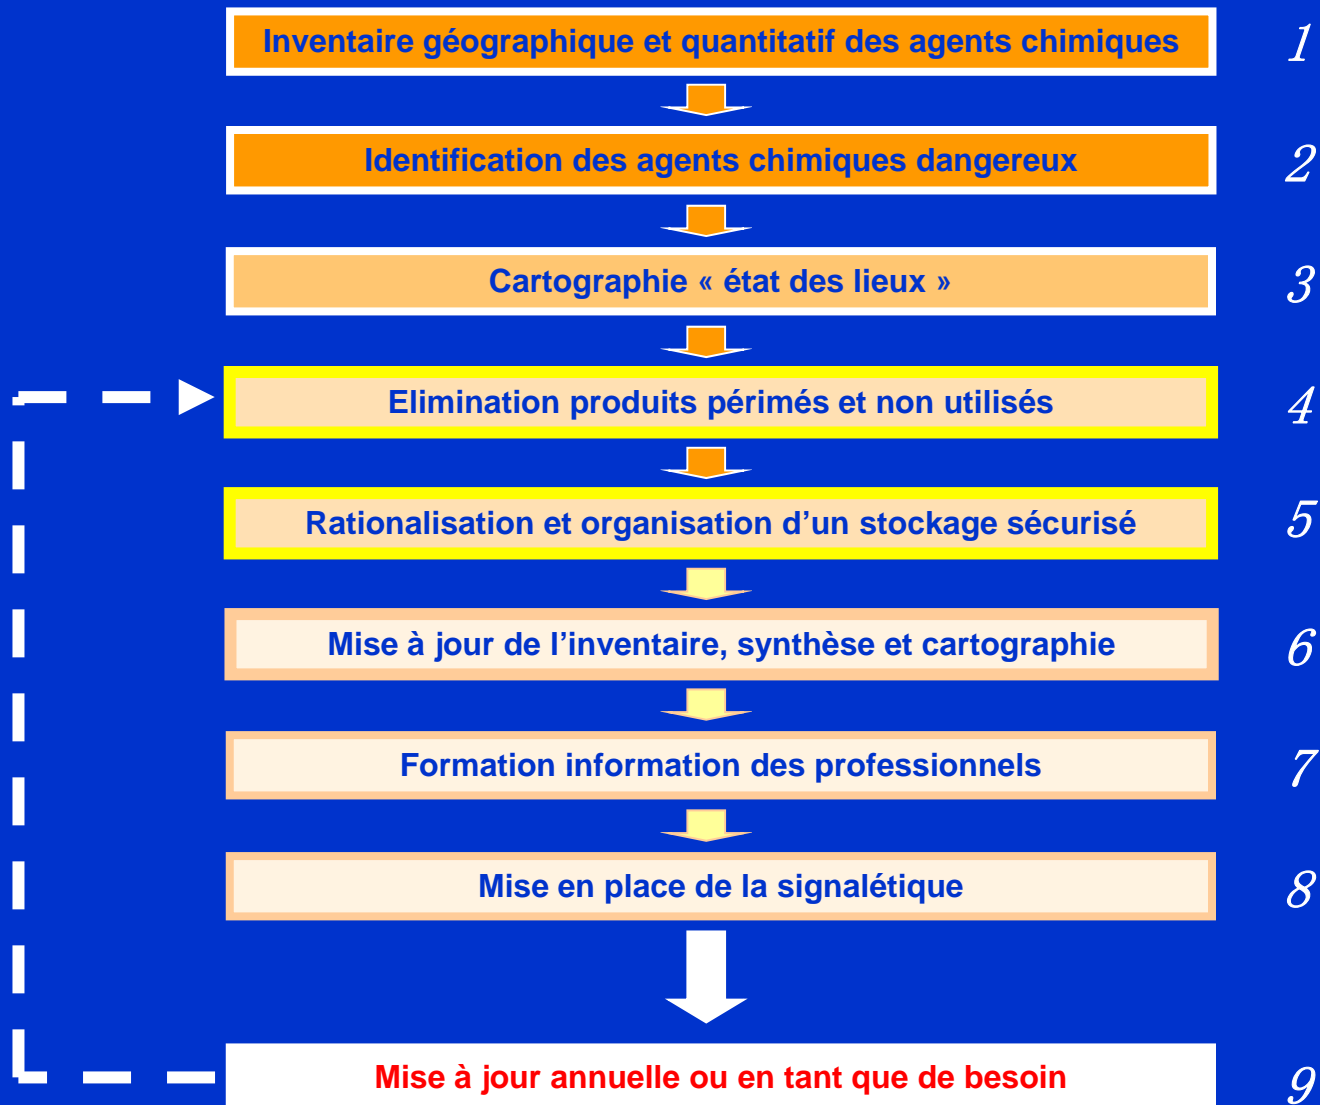 Inventaire géographique et quantitatif des agents chimiques
1
Identification des agents chimiques dangereux
2
Cartographie « état des lieux »
3
Elimination produits périmés et non utilisés
4
Rationalisation et organisation d’un stockage sécurisé
5
Mise à jour de l’inventaire, synthèse et cartographie
6
Formation information des professionnels
7
Mise en place de la signalétique
8
Mise à jour annuelle ou en tant que de besoin
9